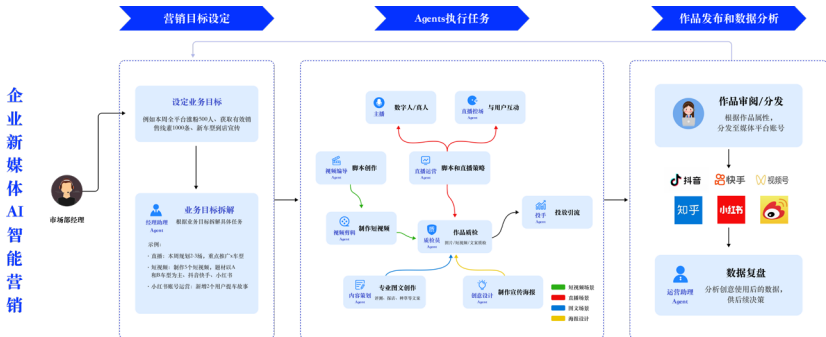 营销目标设定
Agents执行任务
作品发布和数据分析
企业新媒体AI智能营销
市场部经理
设定业务目标
例如本周全平台涨粉500人，获取有效销
售线索1000条，新车型到店宣传
经理助理
Agent
业务目标拆解
根据业务目标拆解具体任务
示例：
· 直播：本周规划2-3场，重点推广x车型
· 短视频：制作5个短视频，题材以A
和B车型为主，抖音快手，小红书
· 小红书账号运营：新增2个用户提车故事
主播
数字人/真人
直播控场
Agent
与用户互动
视频编导
Agent
脚本创作
直播运营
Agent
脚本和直播策略
视频剪辑
Agent
制作短视频
质检员
Agent
作品质检
投手
Agent
投放引流
内容策划
Agent
专业图文创作
创意设计
Agent
制作宣传海报
短视频场景
直播场景
图文场景
海报设计
作品审阅/分发
根据作品属性，
分发至媒体平台账号
抖音
快手
视频号
知乎
小红书
运营助理
Agent
数据复盘
分析创意使用后的数据，
供后续决策